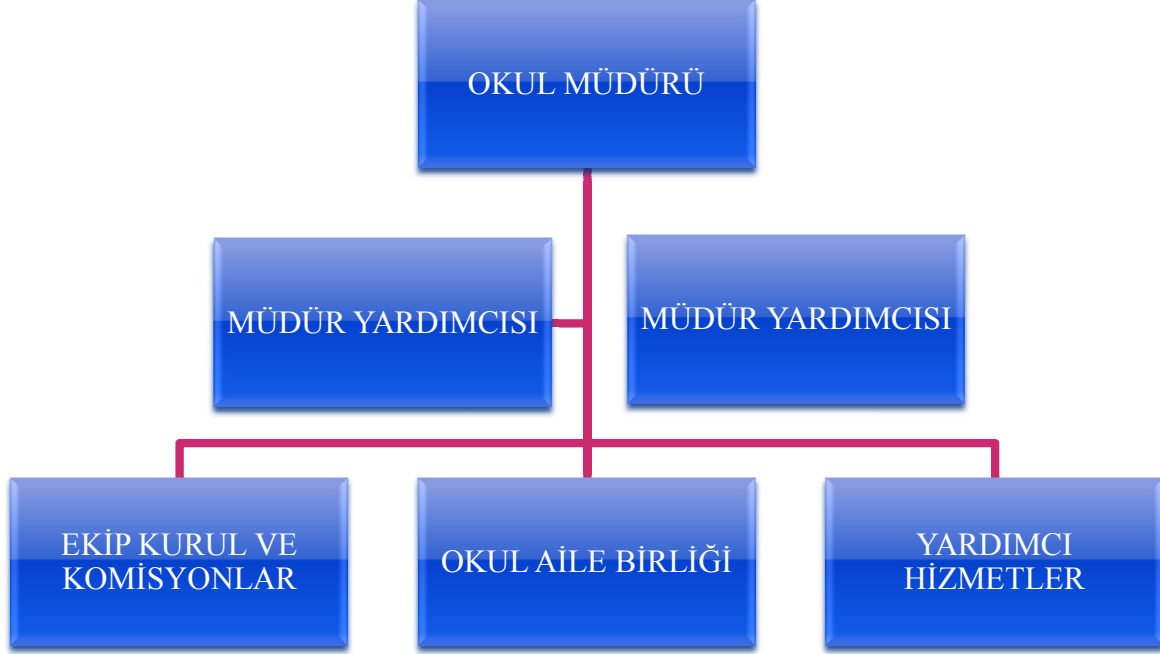 OKUL MÜDÜRÜ
MÜDÜR YARDIMCISI
MÜDÜR YARDIMCISI
EKİP KURUL VE
KOMİSYONLAR
OKUL AİLE BİRLİĞİ
YARDIMCI
HİZMETLER